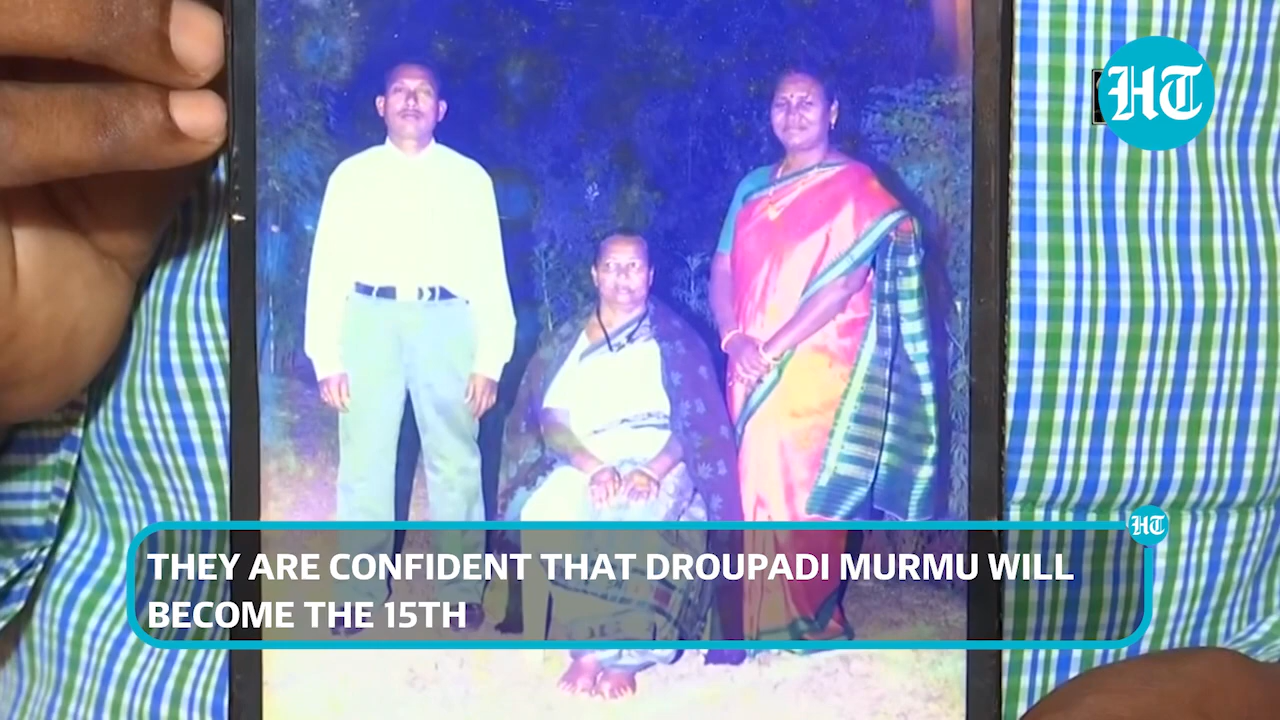 HT
HT
THEY ARE CONFIDENT THAT DROUPADI MURMU WILL
BECOME THE 15TH